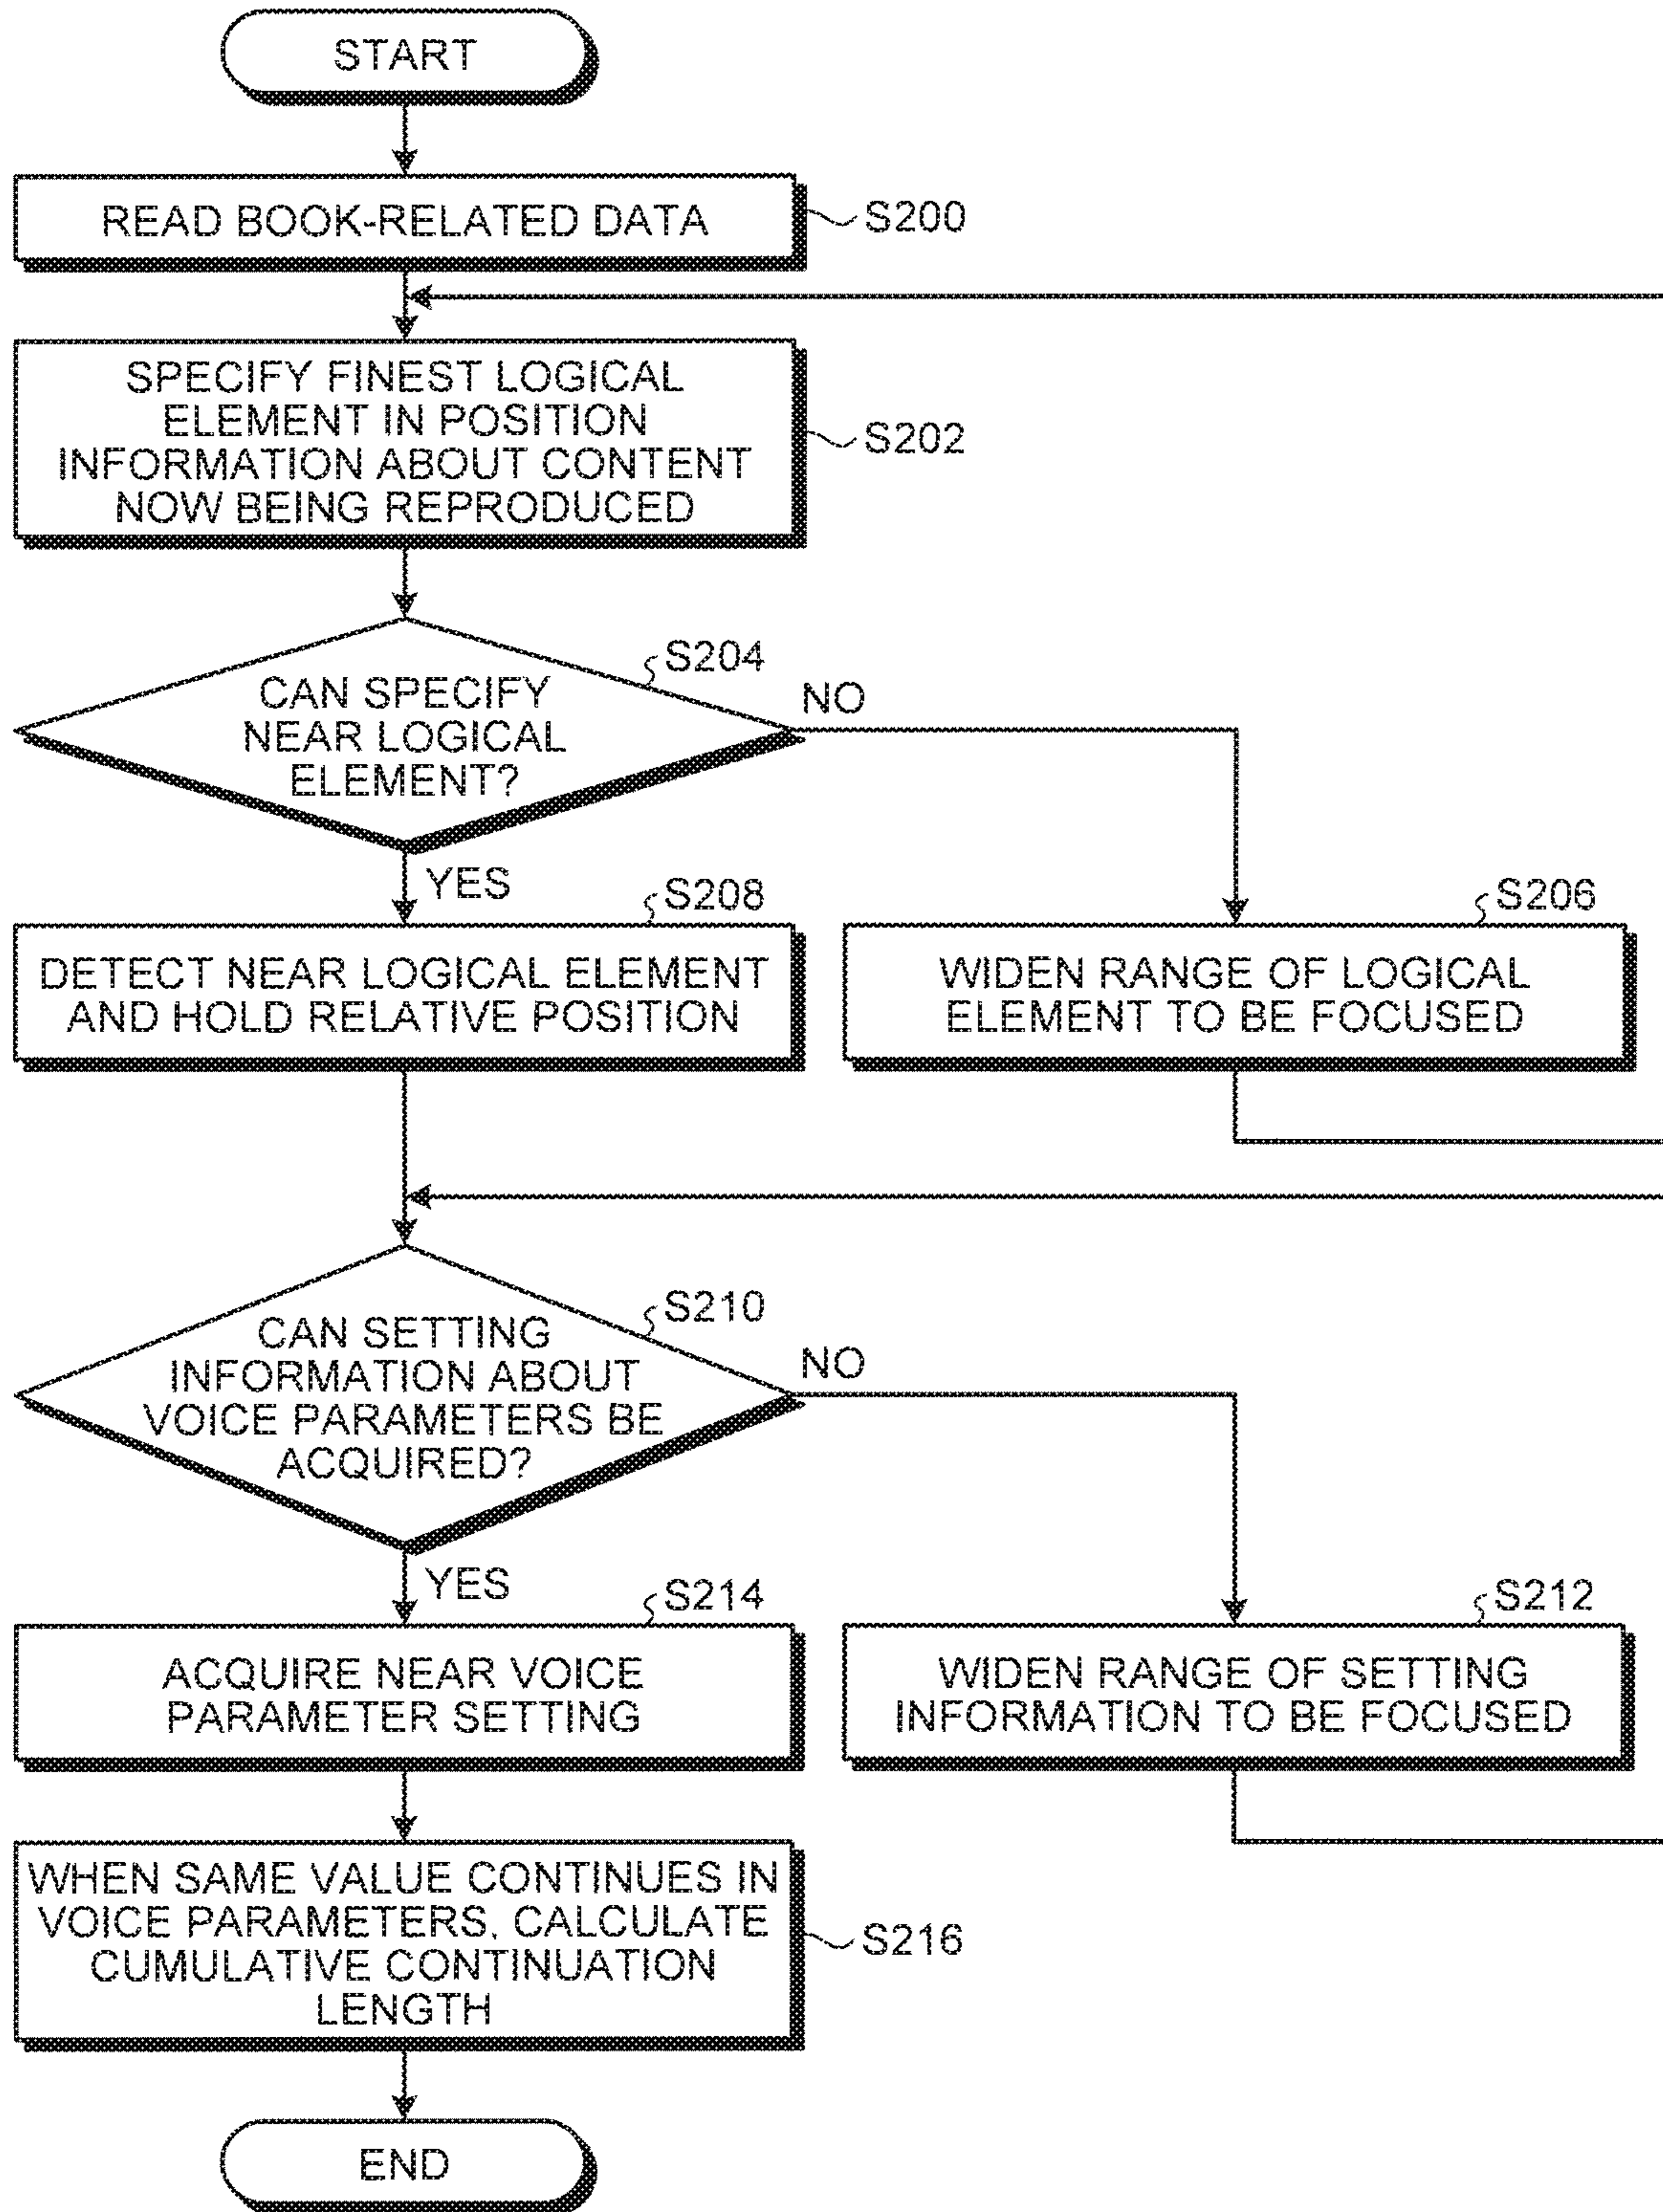 START
READ BOOK-RELATED DATA
S200
SPECIFY FINEST LOGICAL
ELEMENT IN POSITION
INFORMATION ABOUT CONTENT
NOW BEING REPRODUCED
S202
S204
CAN SPECIFY
NEAR LOGICAL
ELEMENT?
NO
YES
S208
DETECT NEAR LOGICAL ELEMENT
AND HOLD RELATIVE POSITION
S206
WIDEN RANGE OF LOGICAL
ELEMENT TO BE FOCUSED
S210
CAN SETTING
INFORMATION ABOUT
VOICE PARAMETERS BE
ACQUIRED?
NO
YES
S214
ACQUIRE NEAR VOICE
PARAMETER SETTING
S212
WIDEN RANGE OF SETTING
INFORMATION TO BE FOCUSED
WHEN SAME VALUE CONTINUES IN
VOICE PARAMETERS, CALCULATE
CUMULATIVE CONTINUATION
LENGTH
S216
END